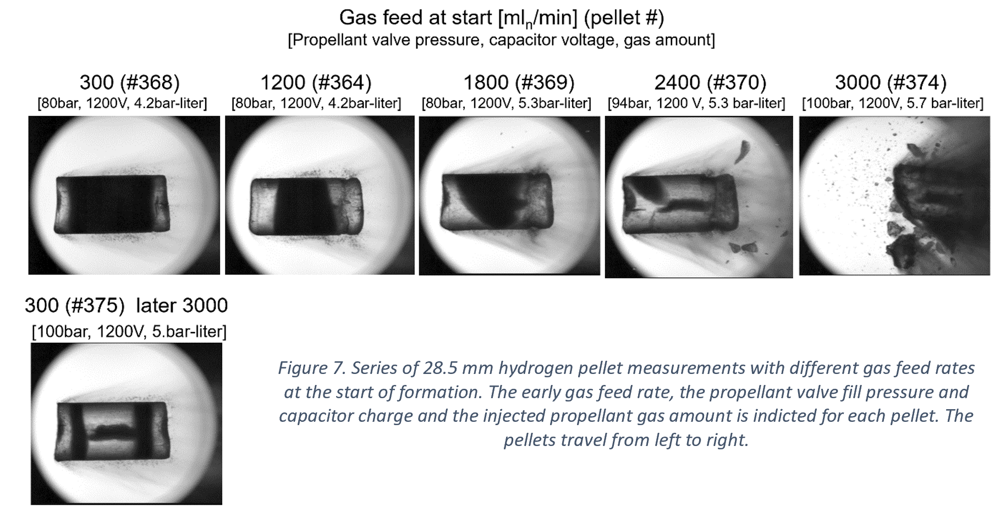 Gas feed at start [mln/min] (pellet #)
[Propellant valve pressure, capacitor voltage, gas amount]
300 (#368)
[80bar, 1200V, 4.2bar-liter]
1200 (#364)
[80bar, 1200V, 4.2bar-liter]
1800 (#369)
[80bar, 1200V, 5.3bar-liter]
2400 (#370)
[94bar, 1200 V, 5.3 bar-liter]
3000 (#374)
[100bar, 1200V, 5.7 bar-liter]
300 (#375) later 3000
[100bar, 1200V, 5.bar-liter]
Figure 7. Series of 28.5 mm hydrogen pellet measurements with different gas feed rates
at the start of formation. The early gas feed rate, the propellant valve fill pressure and
capacitor charge and the injected propellant gas amount is indicted for each pellet. The
pellets travel from left to right.